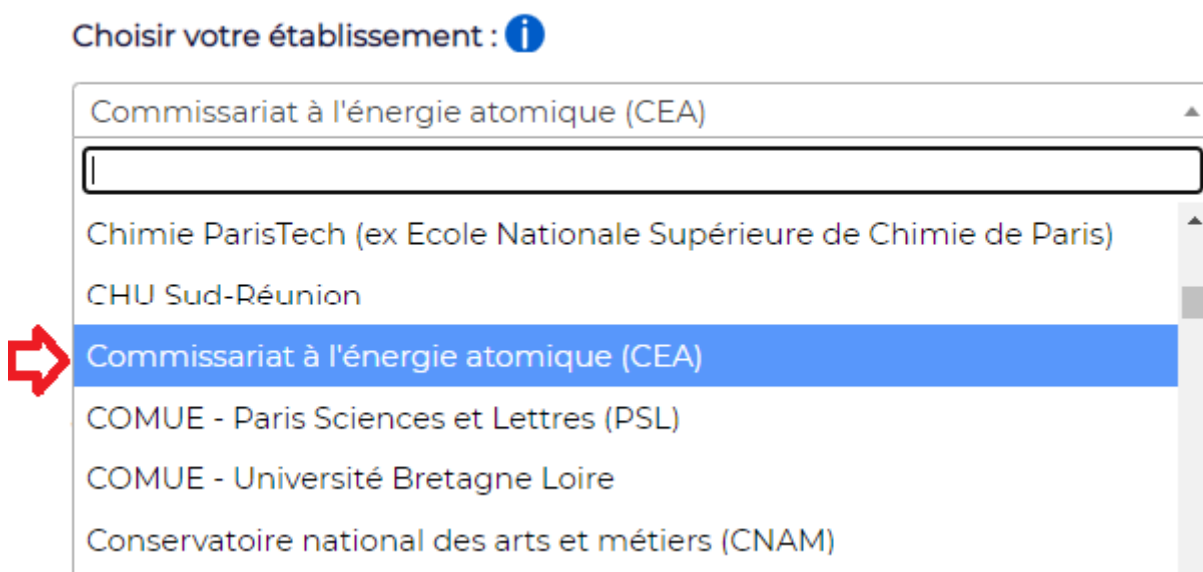 Choisir votre établissement :
Commissariat à l'énergie atomique (CEA)
Chimie ParisTech (ex Ecole Nationale Supérieure de Chimie de Paris)
CHU Sud-Réunion
Commissariat à l'énergie atomique (CEA)
COMUE - Paris Sciences et Lettres (PSL)
COMUE - Université Bretagne Loire
Conservatoire national des arts et métiers (CNAM)